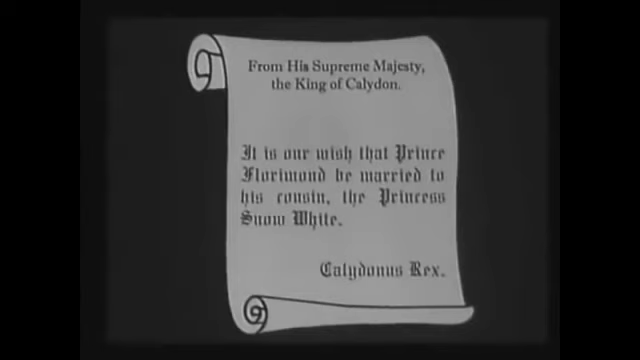 From His Supreme Majesty,
the King of Calydon.
It is our wish that Prince
Florimond be married to
his cousin, the Princess
Snow White.
Calydonus Rex.